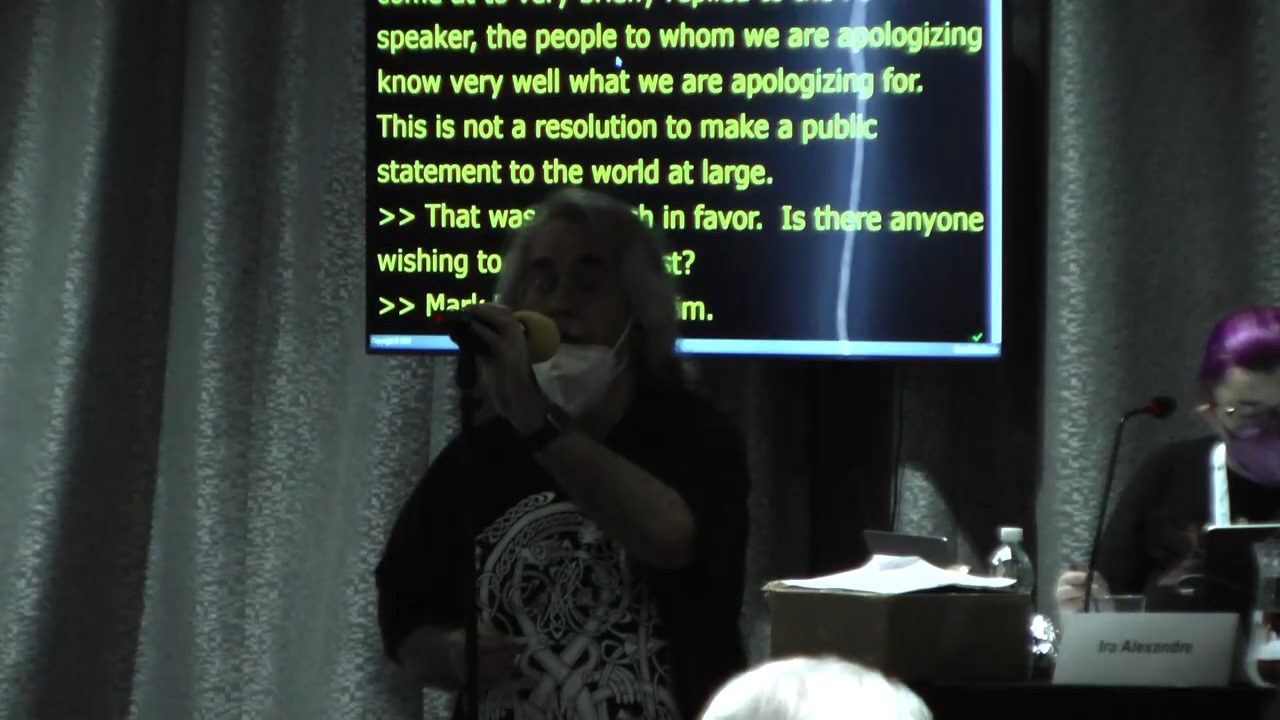 speaker, the people to whom we are apologizing
know very well what we are apologizing for.
This is not a resolution to make a public
statement to the world at large.
>> That was in favor. Is there anyone
wishing to
>> Mark
Ira Alexandre